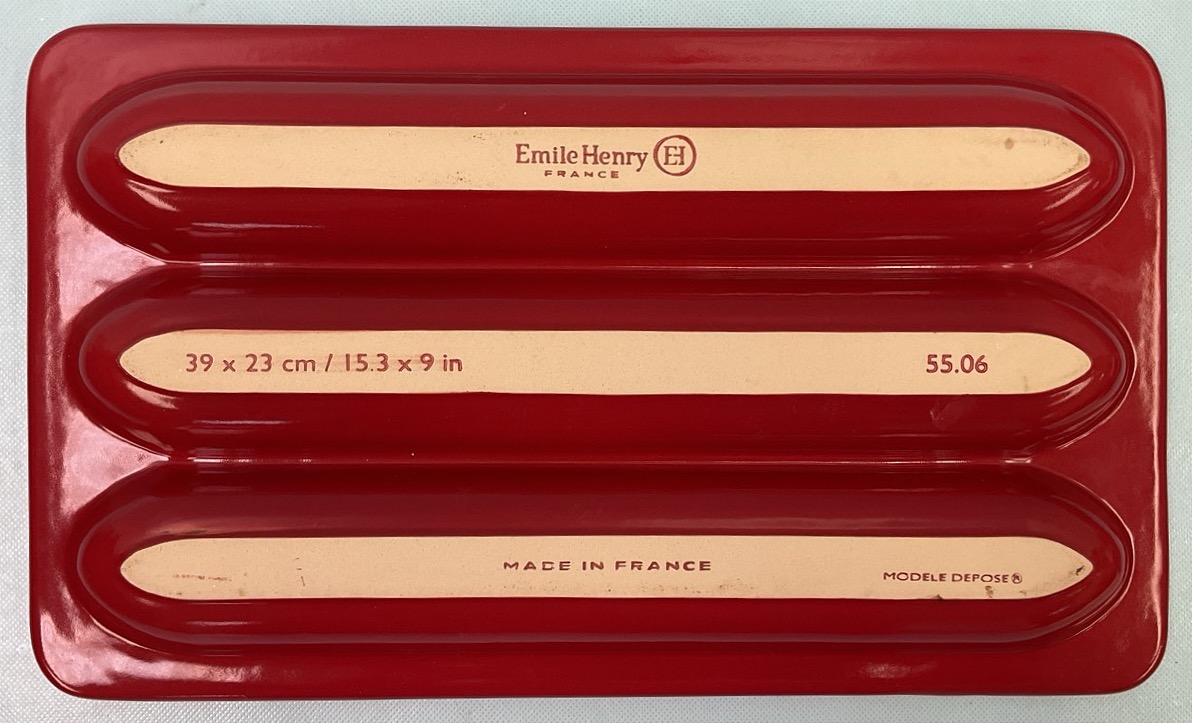 Emile Henry EH
FRANCE
39 x 23 cm / 15.3 x 9 in 55.06
MADE IN FRANCE
MODELE DEPOSE®